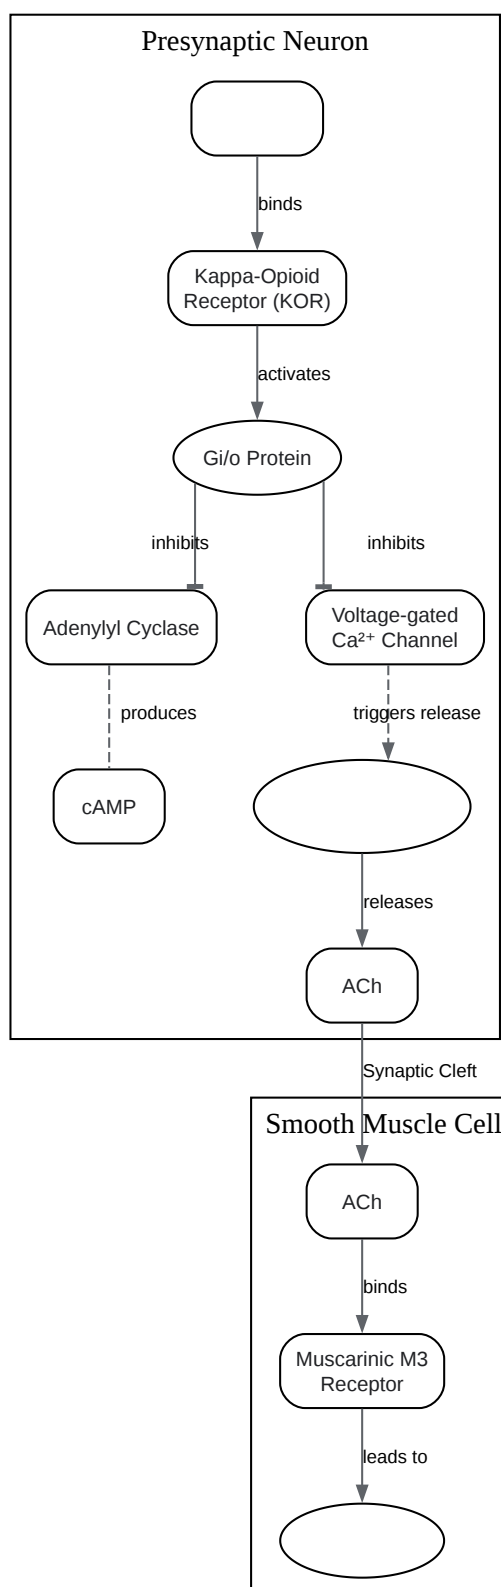 Presynaptic Neuron
binds
Kappa-Opioid
Receptor (KOR)
activates
Gi/o Protein
inhibits
inhibits
Adenylyl Cyclase
Voltage-gated
Ca²⁺ Channel
produces
triggers release
cAMP
releases
ACh
Synaptic Cleft
Smooth Muscle Cell
ACh
binds
Muscarinic M3
Receptor
leads to